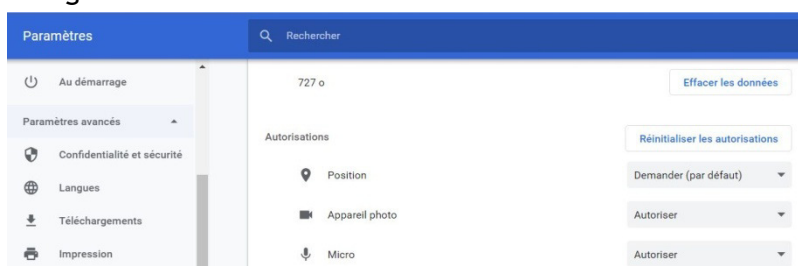 Paramètres
Rechercher
Au démarrage
727 o
Effacer les données
Paramètres avancés
Autorisations
Réinitialiser les autorisations
Confidentialité et sécurité
Position
Demander (par défaut)
Langues
Appareil photo
Autoriser
Téléchargements
Impression
Micro
Autoriser